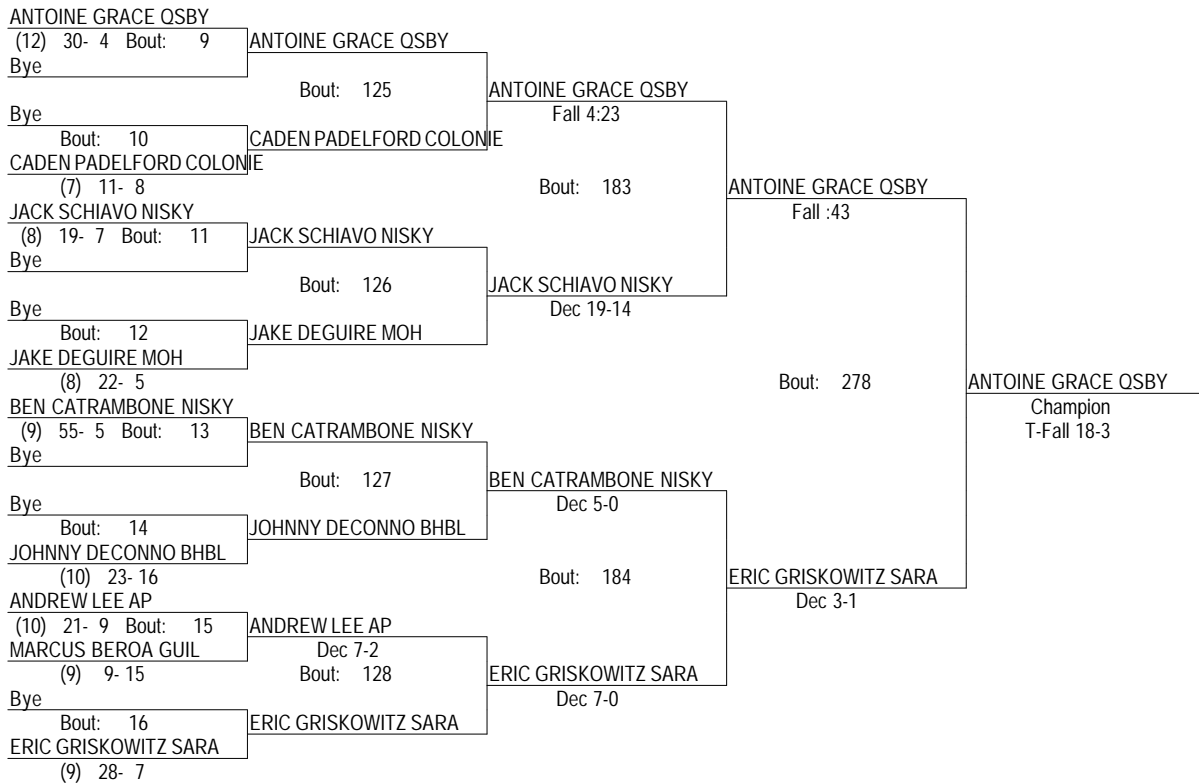 ANTOINE GRACE QSBY
(12) 30- 4 Bout: 9
ANTOINE GRACE QSBY
Bye
Bout: 125
ANTOINE GRACE QSBY
Bye
Fall 4:23
Bout: 10
CADEN PADELFORD COLONIE
CADEN PADELFORD COLONIE
(7) 11- 8
Bout: 183
ANTOINE GRACE QSBY
JACK SCHIAVO NISKY
Fall :43
(8) 19- 7 Bout: 11
JACK SCHIAVO NISKY
Bye
Bout: 126
JACK SCHIAVO NISKY
Bye
Dec 19-14
Bout: 12
JAKE DEGUIRE MOH
JAKE DEGUIRE MOH
(8) 22- 5
Bout: 278
ANTOINE GRACE QSBY
BEN CATRAMBONE NISKY
Champion
(9) 55- 5 Bout: 13
BEN CATRAMBONE NISKY
T-Fall 18-3
Bye
Bout: 127
BEN CATRAMBONE NISKY
Bye
Dec 5-0
Bout: 14
JOHNNY DECONNO BHBL
JOHNNY DECONNO BHBL
(10) 23- 16
Bout: 184
ERIC GRISKOWITZ SARA
ANDREW LEE AP
Dec 3-1
(10) 21- 9 Bout: 15
ANDREW LEE AP
MARCUS BEROA GUIL
Dec 7-2
(9) 9- 15
Bout: 128
ERIC GRISKOWITZ SARA
Bye
Dec 7-0
Bout: 16
ERIC GRISKOWITZ SARA
ERIC GRISKOWITZ SARA
(9) 28- 7